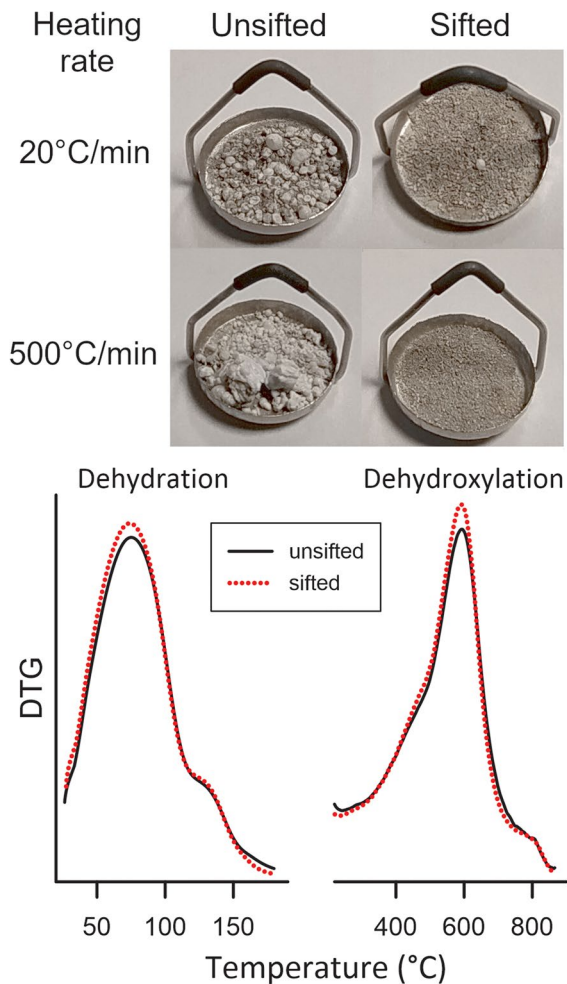 Heating
rate
Unsifted
Sifted
20°C/min
500°C/min
Dehydration
Dehydroxylation
unsifted
sifted
DTG
50 100 150
400 600 800
Temperature (°C)